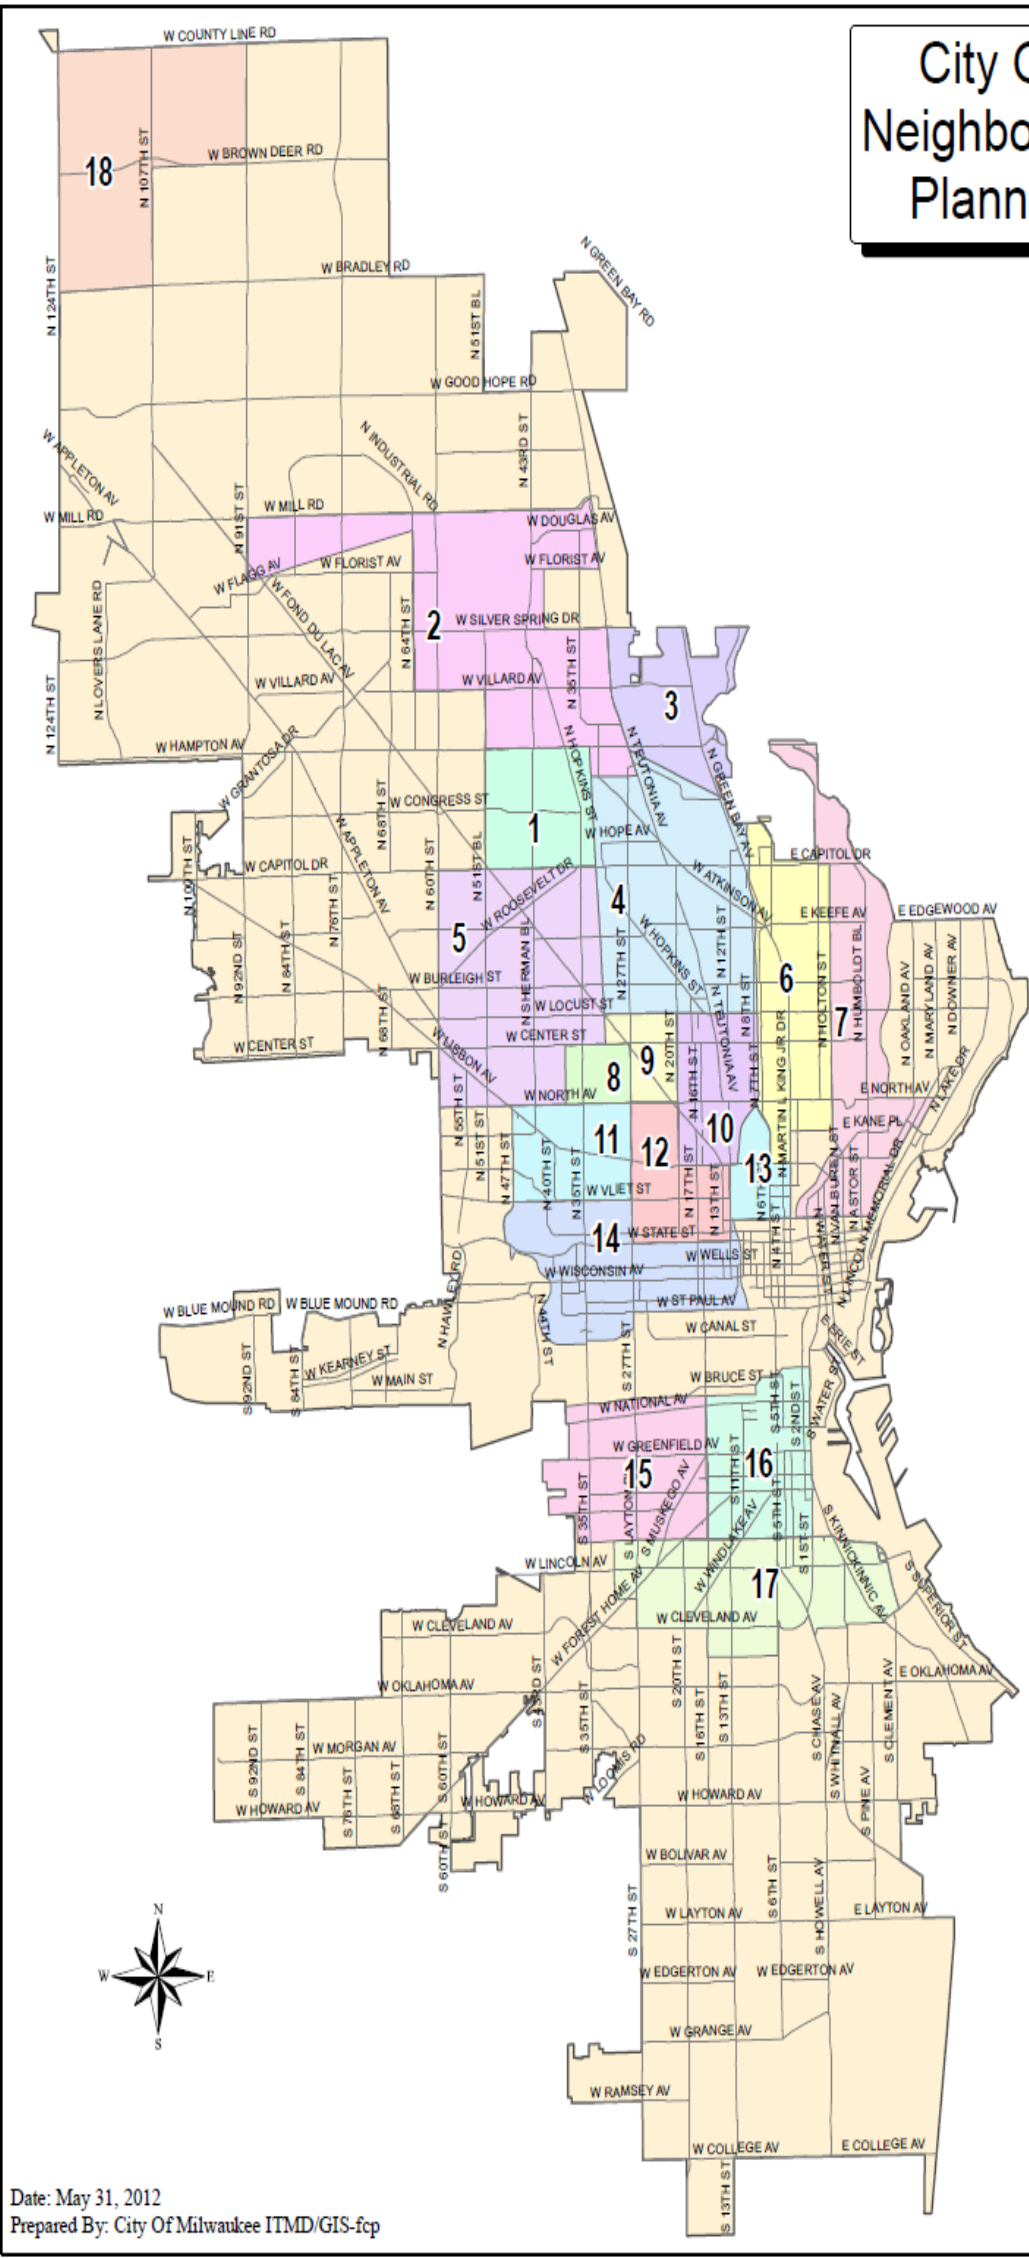 City O
Neighbo
Plann
W COUNTY LINE RD
N 107TH ST
W BROWN DEER RD
18
N 124TH ST
W BRADLEY RD
N GREEN BAY RD
N 51ST BL
W GOOD HOPE RD
N 43RD ST
W APPLETON AV
N INDUSTRIAL RD
N 91ST ST
W MILL RD
W MILL RD
W DOUGLAS AV
W FLORIST AV
W FLORIST AV
W FLAGG AV
N LOVERS LANE RD
W FOND DU LAC AV
N 64TH ST
2
W SILVER SPRING DR
N 35TH ST
W VILLARD AV
W VILLARD AV
3
N 124TH ST
W HAMPTON AV
W GRANTOSA DR
N HOPKINS ST
N TEUTONIA AV
N GREEN BAY AV
W CONGRESS ST
N 68TH ST
W APPLETON AV
1
W HOPE AV
W CAPITOL DR
E CAPITOL DR
N 100TH ST
N 76TH ST
N 60TH ST
N 51ST BL
W ROOSEVELT DR
4
W ATKINSON AV
E KEEFE AV
E EDGEWOOD AV
N 92ND ST
N 84TH ST
5
N SHERMAN BL
N 27TH ST
W HOPKINS ST
N 12TH ST
6
N HOLTON ST
N HUMBOLDT BL
7
N OAKLAND AV
N MARYLAND AV
N DOWNER AV
W BURLEIGH ST
W LOCUST ST
N TEUTONIA AV
N 8TH ST
N 68TH ST
W CENTER ST
W CENTER ST
W LISBON AV
9
N 20TH ST
N 16TH ST
N 7TH ST
N MARTIN L KING JR DR
N LAKE DR
8
W NORTH AV
E NORTH AV
N 55TH ST
N 51ST ST
N 47TH ST
N 40TH ST
N 35TH ST
11
12
10
13
E KANE PL
N VAN BUREN ST
N ASTOR ST
N LINCOLN MEMORIAL DR
W VLIET ST
N 17TH ST
N 13TH ST
N 6TH ST
N 4TH ST
N WATER ST
14
W STATE ST
W WELLS ST
W WISCONSIN AV
N HAWLEY RD
W ST PAUL AV
W BLUE MOUND RD
W BLUE MOUND RD
W CANAL ST
N 44TH ST
E ERIE ST
W KEARNEY ST
W MAIN ST
S 92ND ST
S 84TH ST
S 27TH ST
W BRUCE ST
W NATIONAL AV
S 5TH ST
S 2ND ST
S WATER ST
W GREENFIELD AV
15
16
S 35TH ST
S LAYTON
S MUSKEGO AV
S 11TH ST
W WINDLAKE AV
S 5TH ST
S 1ST ST
S KINNICKINNIC AV
W LINCOLN AV
S SUPERIOR ST
17
W CLEVELAND AV
W CLEVELAND AV
W FOREST HOME AV
W OKLAHOMA AV
E OKLAHOMA AV
S 43RD ST
S 35TH ST
S 20TH ST
S 16TH ST
S 13TH ST
S CHASE AV
S WHITNALL AV
S CLEMENT AV
S 92ND ST
S 84TH ST
W MORGAN AV
S 76TH ST
S 68TH ST
S 60TH ST
W LOOMIS RD
W HOWARD AV
W HOWARD AV
W HOWARD AV
S PINE AV
S 60TH ST
W BOLIVAR AV
S 27TH ST
S 6TH ST
S HOWELL AV
W LAYTON AV
E LAYTON AV
W EDGERTON AV
W EDGERTON AV
W GRANGE AV
W RAMSEY AV
W COLLEGE AV
E COLLEGE AV
S 13TH ST
N
W
E
S
Date: May 31, 2012
Prepared By: City Of Milwaukee ITMD/GIS-fcp